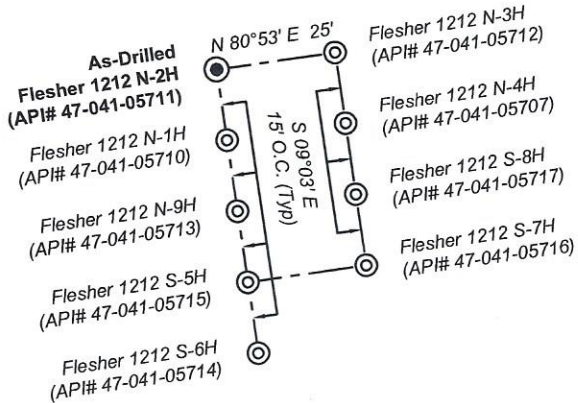 As-Drilled
Flesher 1212 N-2H
(API# 47-041-05711)
N 80°53' E 25'
Flesher 1212 N-3H
(API# 47-041-05712)
Flesher 1212 N-1H
(API# 47-041-05710)
Flesher 1212 N-4H
(API# 47-041-05707)
S 09°03' E
15' O.C. (Typ)
Flesher 1212 N-9H
(API# 47-041-05713)
Flesher 1212 S-8H
(API# 47-041-05717)
Flesher 1212 S-5H
(API# 47-041-05715)
Flesher 1212 S-7H
(API# 47-041-05716)
Flesher 1212 S-6H
(API# 47-041-05714)